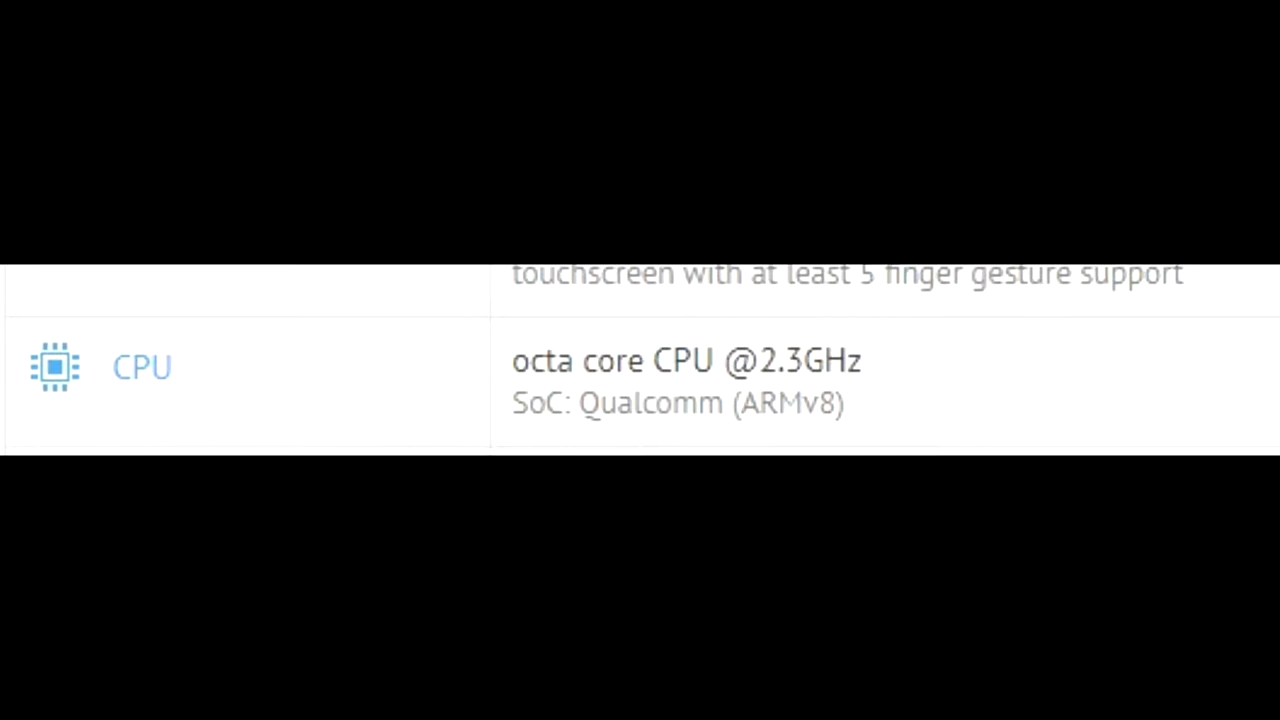 touchscreen with at least 5 finger gesture support
CPU
octa core CPU @2.3GHz
SoC: Qualcomm (ARMv8)